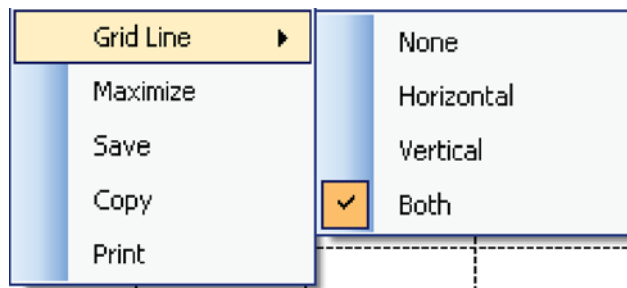 Grid Line
Maximize
Save
Copy
Print
None
Horizontal
Vertical
Both